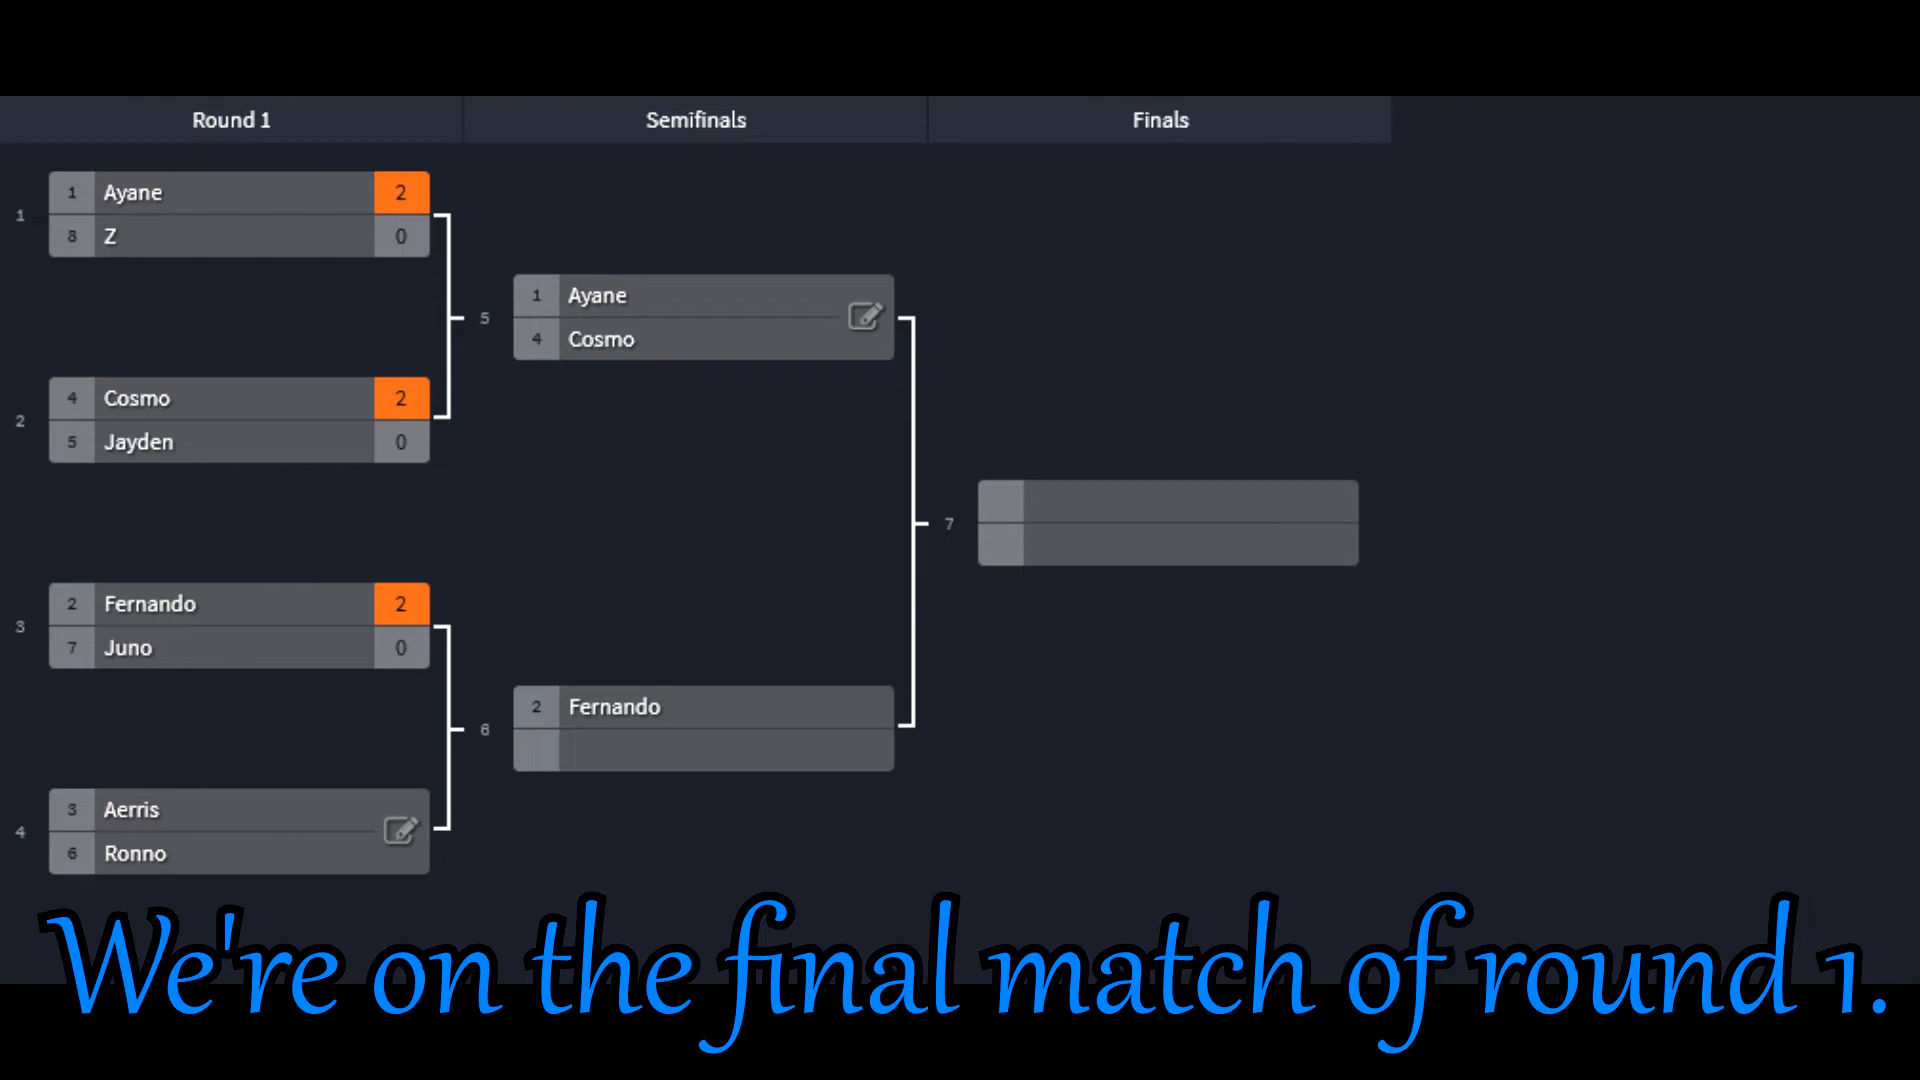 Round 1 Semifinals Finals
1 Ayane 2
1
8 Z 0
1 Ayane
5
4 Cosmo
4 Cosmo 2
2
5 Jayden 0
7
2 Fernando 2
3
7 Juno 0
2 Fernando
6
3 Aerris
4
6 Ronno
We're on the final match of round 1.